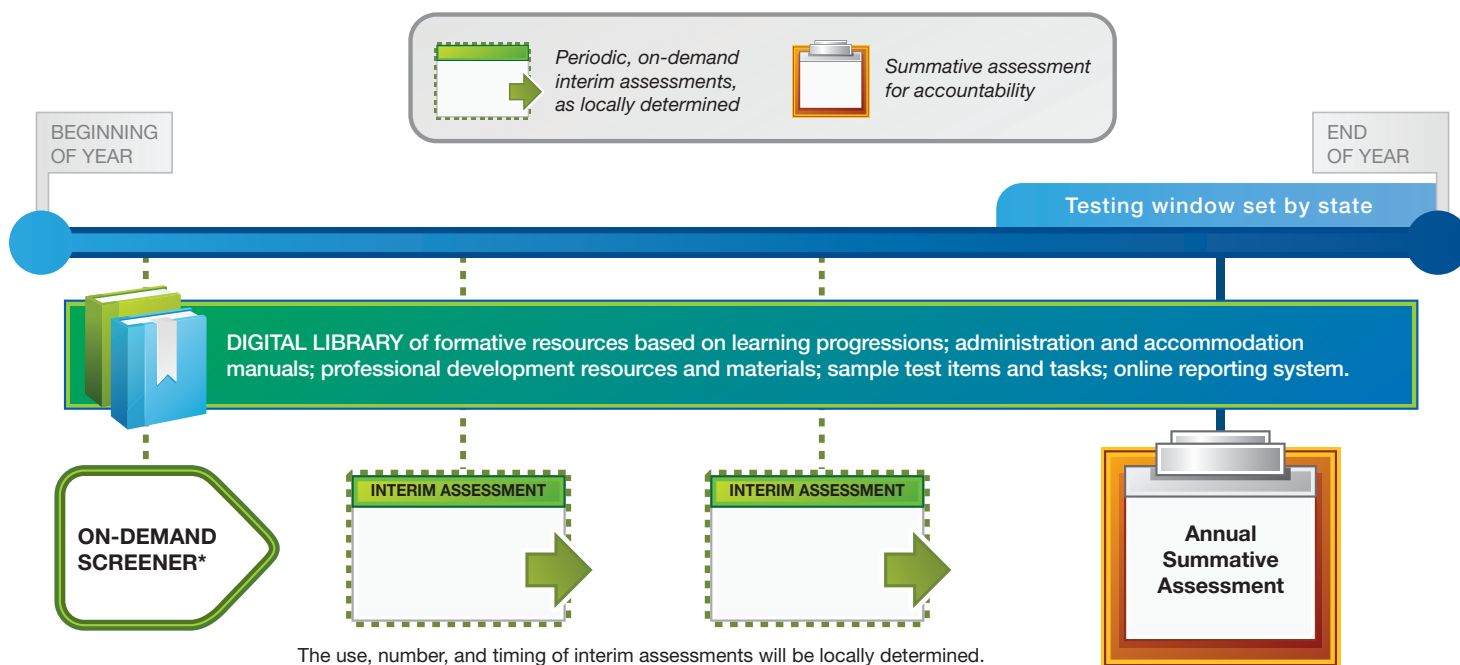 Periodic, on-demand
interim assessments,
as locally determined
Summative assessment
for accountability
BEGINNING
OF YEAR
END
OF YEAR
Testing window set by state
DIGITAL LIBRARY of formative resources based on learning progressions; administration and accommodation
manuals; professional development resources and materials; sample test items and tasks; online reporting system.
ON-DEMAND
SCREENER*
INTERIM ASSESSMENT
INTERIM ASSESSMENT
Annual
Summative
Assessment
The use, number, and timing of interim assessments will be locally determined.